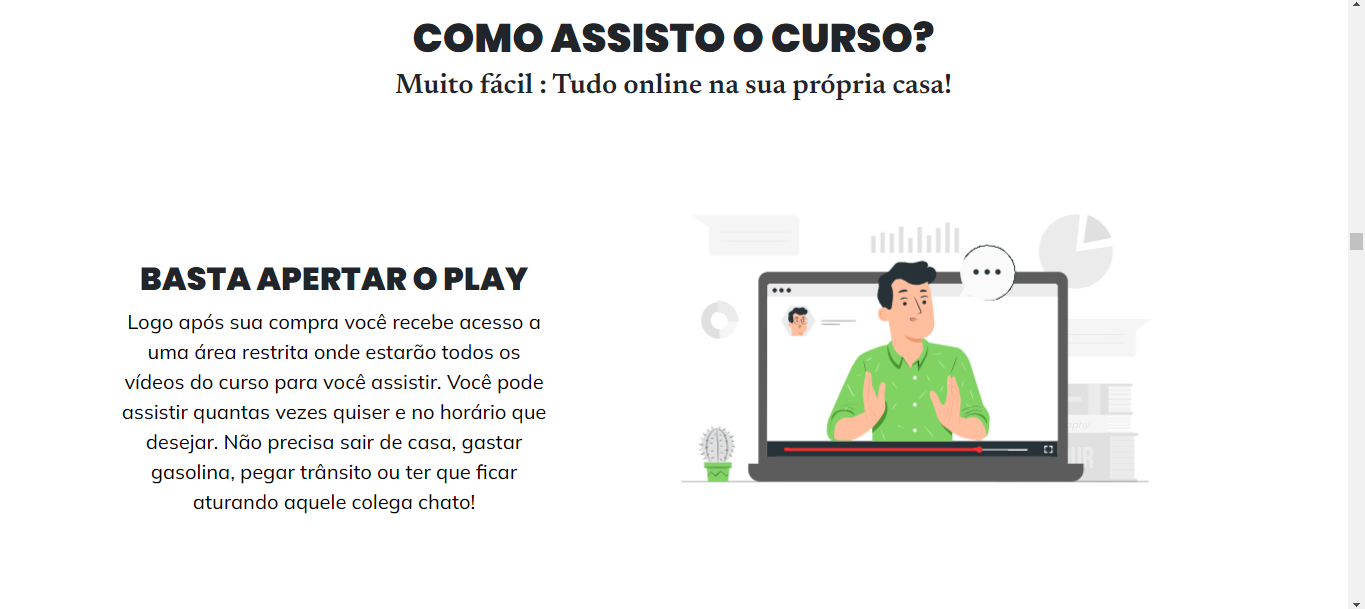 COMO ASSISTO O CURSO?
Muito fácil : Tudo online na sua própria casa!
BASTA APERTAR O PLAY
Logo após sua compra você recebe acesso a
uma área restrita onde estarão todos os
vídeos do curso para você assistir. Você pode
assistir quantas vezes quiser e no horário que
desejar. Não precisa sair de casa, gastar
gasolina, pegar trânsito ou ter que ficar
aturando aquele colega chato!